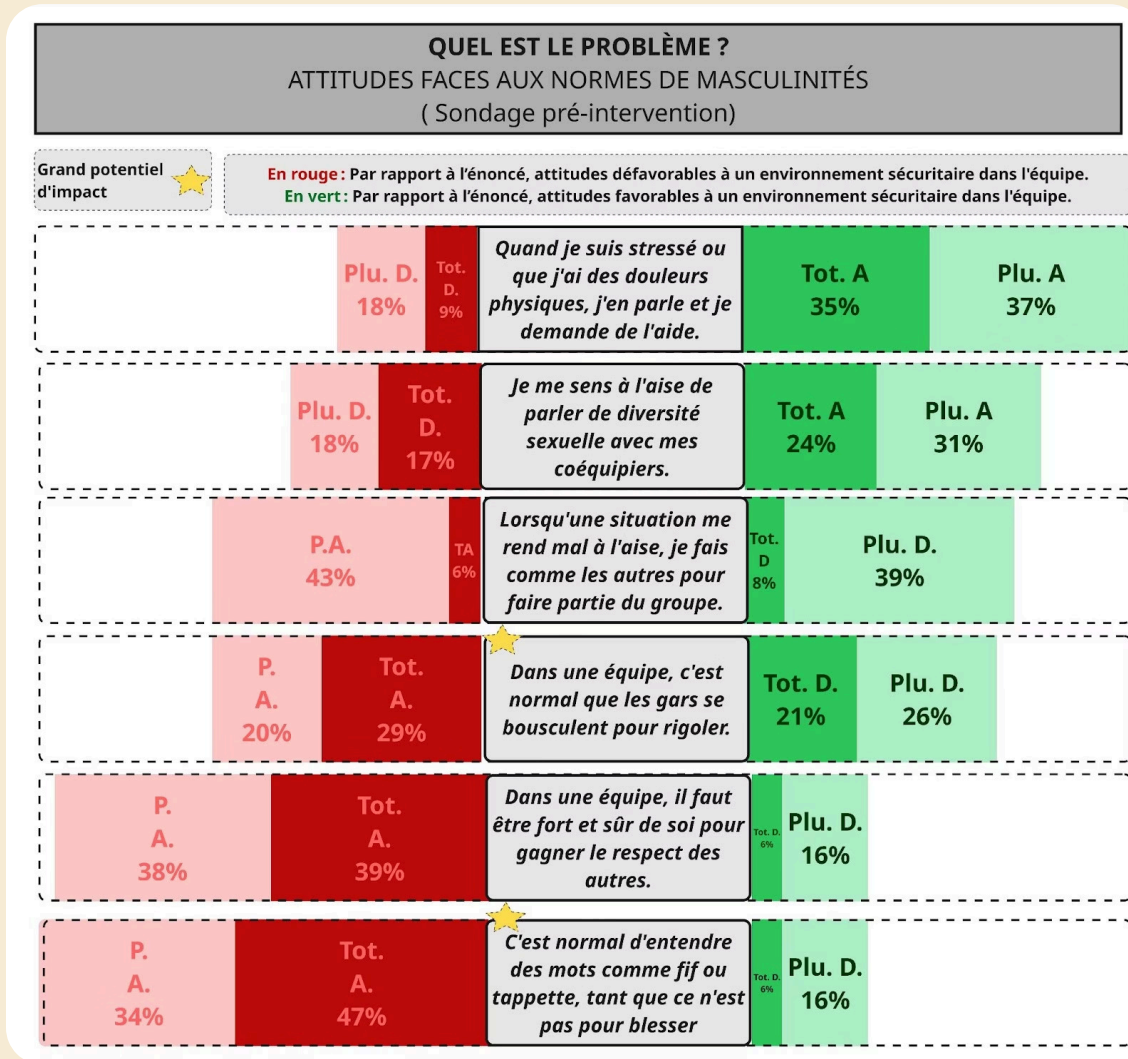 QUEL EST LE PROBLÈME ?
ATTITUDES FACES AUX NORMES DE MASCULINITÉS
( Sondage pré-intervention)
Grand potentiel
d'impact
En rouge : Par rapport à l’énoncé, attitudes défavorables à un environnement sécuritaire dans l'équipe.
En vert : Par rapport à l'énoncé, attitudes favorables à un environnement sécuritaire dans l'équipe.
Plu. D.
18%
Tot.
D.
9%
Quand je suis stressé ou
que j'ai des douleurs
physiques, j'en parle et je
demande de l'aide.
Tot. A
35%
Plu. A
37%
Plu. D.
18%
Tot.
D.
17%
Je me sens à l'aise de
parler de diversité
sexuelle avec mes
coéquipiers.
Tot. A
24%
Plu. A
31%
P.A.
43%
TA
6%
Lorsqu'une situation me
rend mal à l'aise, je fais
comme les autres pour
faire partie du groupe.
Tot.
D
8%
Plu. D.
39%
P.
A.
20%
Tot.
A.
29%
Dans une équipe, c'est
normal que les gars se
bousculent pour rigoler.
Tot. D.
21%
Plu. D.
26%
P.
A.
38%
Tot.
A.
39%
Dans une équipe, il faut
être fort et sûr de soi pour
gagner le respect des
autres.
Tot. D.
6%
Plu. D.
16%
P.
A.
34%
Tot.
A.
47%
C'est normal d'entendre
des mots comme fif ou
tappette, tant que ce n'est
pas pour blesser
Tot. D.
6%
Plu. D.
16%